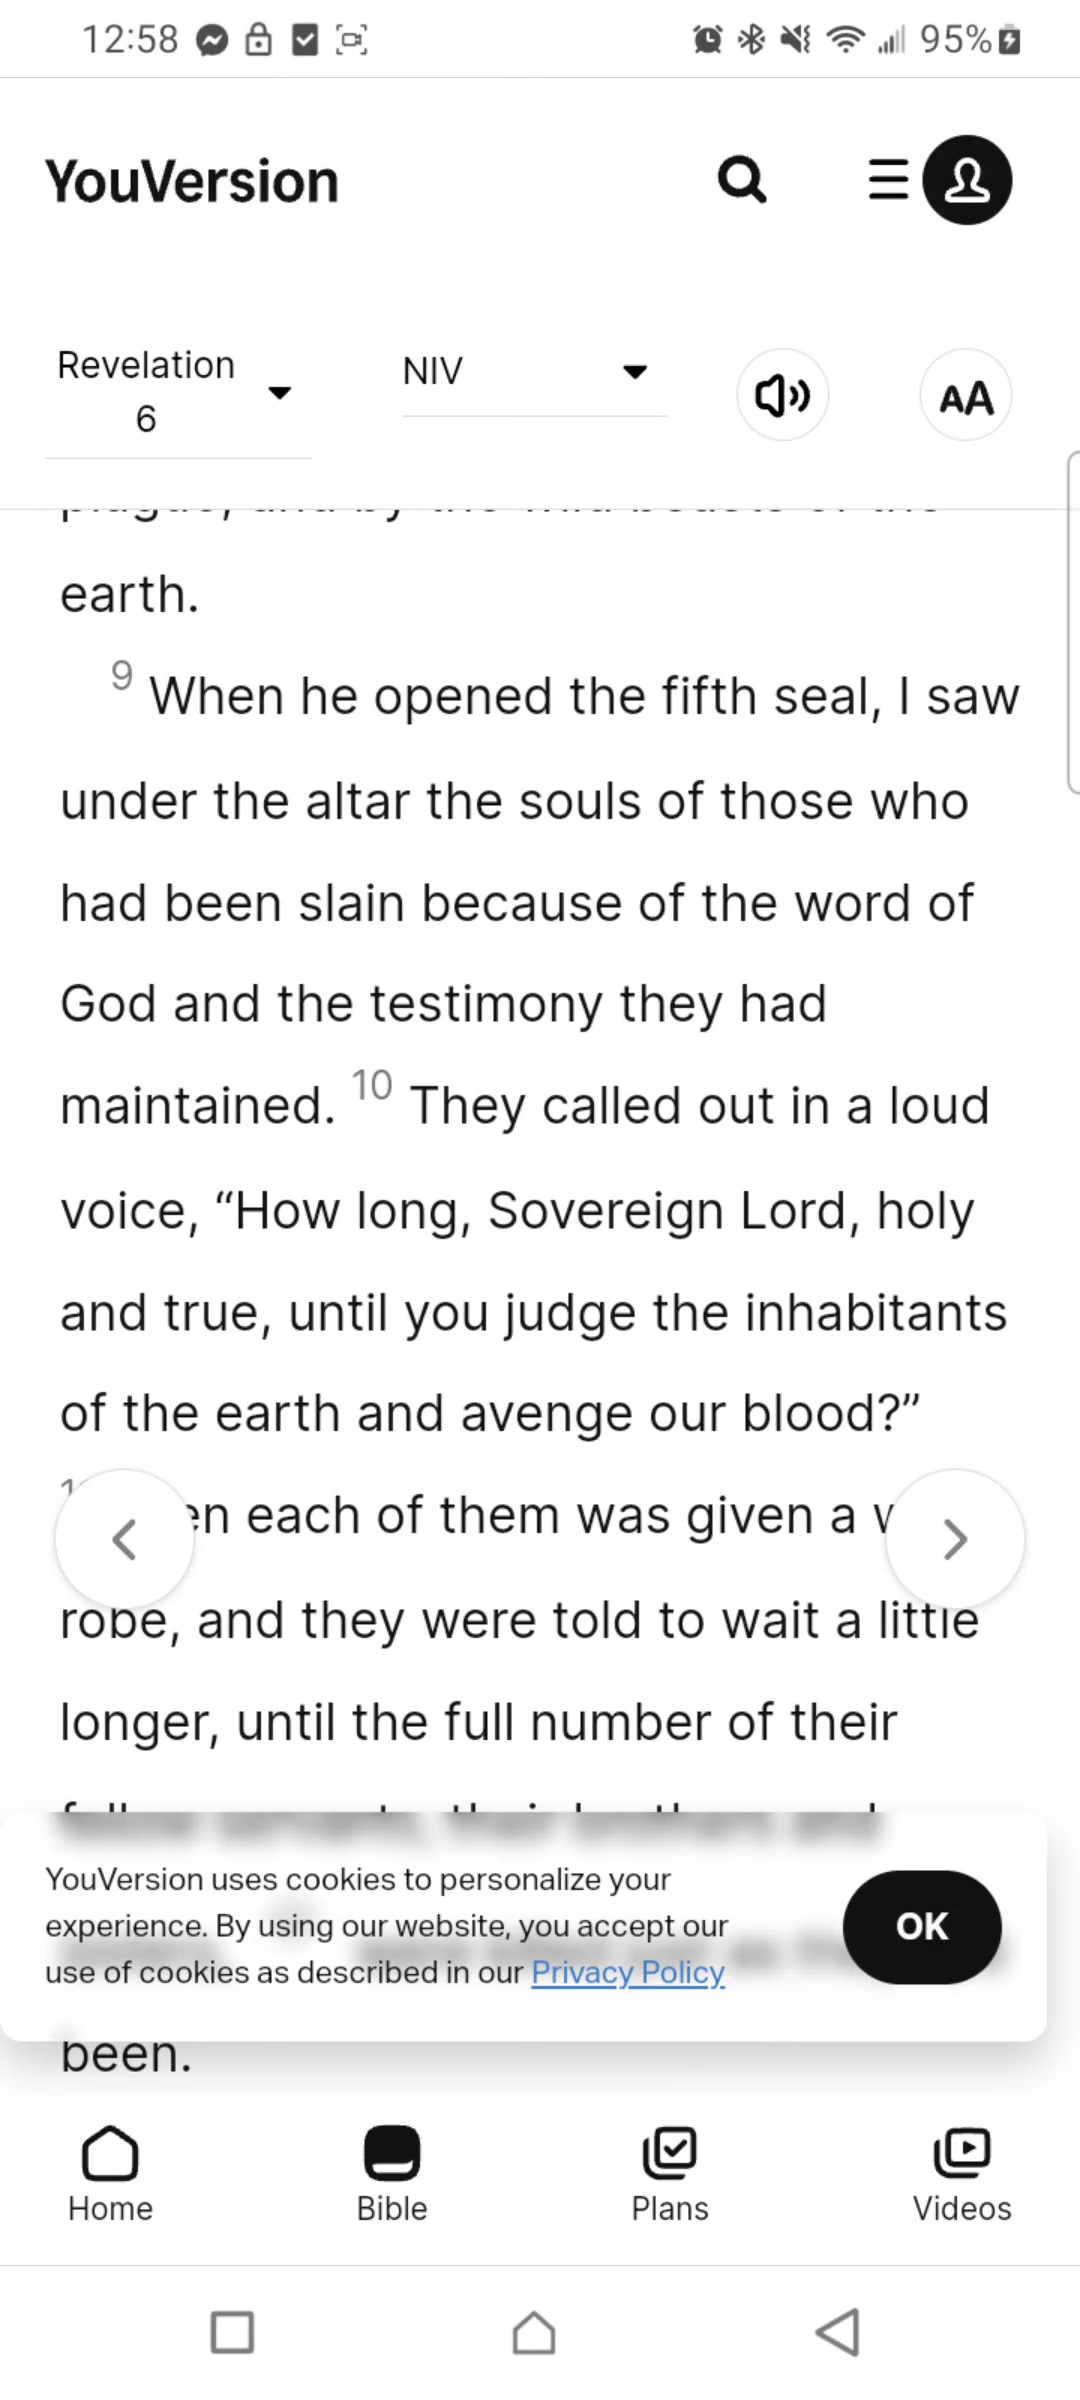 12:58 95%
YouVersion
Revelation
6
NIV
AA
earth.
9 When he opened the fifth seal, I saw
under the altar the souls of those who
had been slain because of the word of
God and the testimony they had
maintained. 10 They called out in a loud
voice, “How long, Sovereign Lord, holy
and true, until you judge the inhabitants
of the earth and avenge our blood?”
each of them was given a
robe, and they were told to wait a little
longer, until the full number of their
YouVersion uses cookies to personalize your
experience. By using our website, you accept our
use of cookies as described in our Privacy Policy
OK
been.
Home Bible Plans Videos